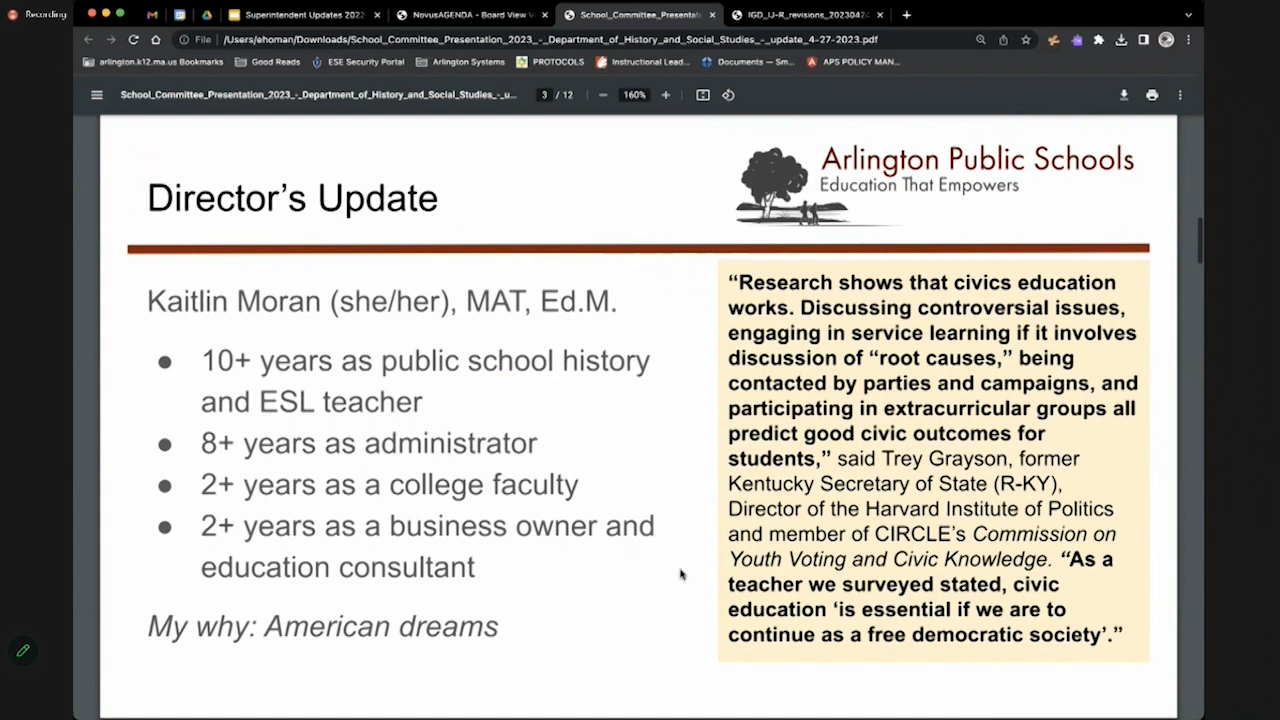 Recording
Superintendent Updates 2022
NovusAGENDA - Board View
School_Committee_Presentat
IGD_IJ-R_revisions_20230424
File
/Users/ehoman/Downloads/School_Committee_Presentation_2023_-_Department_of_History_and_Social_Studies_-_update_4-27-2023.pdf
arlington.k12.ma.us Bookmarks
Good Reads
ESE Security Portal
Arlington Systems
PROTOCOLS
Instructional Lead...
Documents — Sm...
APS POLICY MAN...
School_Committee_Presentation_2023_-_Department_of_History_and_Social_Studies_-_u...
3 / 12
160%
Arlington Public Schools
Education That Empowers
Director’s Update
Kaitlin Moran (she/her), MAT, Ed.M.
● 10+ years as public school history
and ESL teacher
● 8+ years as administrator
● 2+ years as a college faculty
● 2+ years as a business owner and
education consultant
My why: American dreams
“Research shows that civics education
works. Discussing controversial issues,
engaging in service learning if it involves
discussion of “root causes,” being
contacted by parties and campaigns, and
participating in extracurricular groups all
predict good civic outcomes for
students,” said Trey Grayson, former
Kentucky Secretary of State (R-KY),
Director of the Harvard Institute of Politics
and member of CIRCLE’s Commission on
Youth Voting and Civic Knowledge. “As a
teacher we surveyed stated, civic
education ‘is essential if we are to
continue as a free democratic society’.”